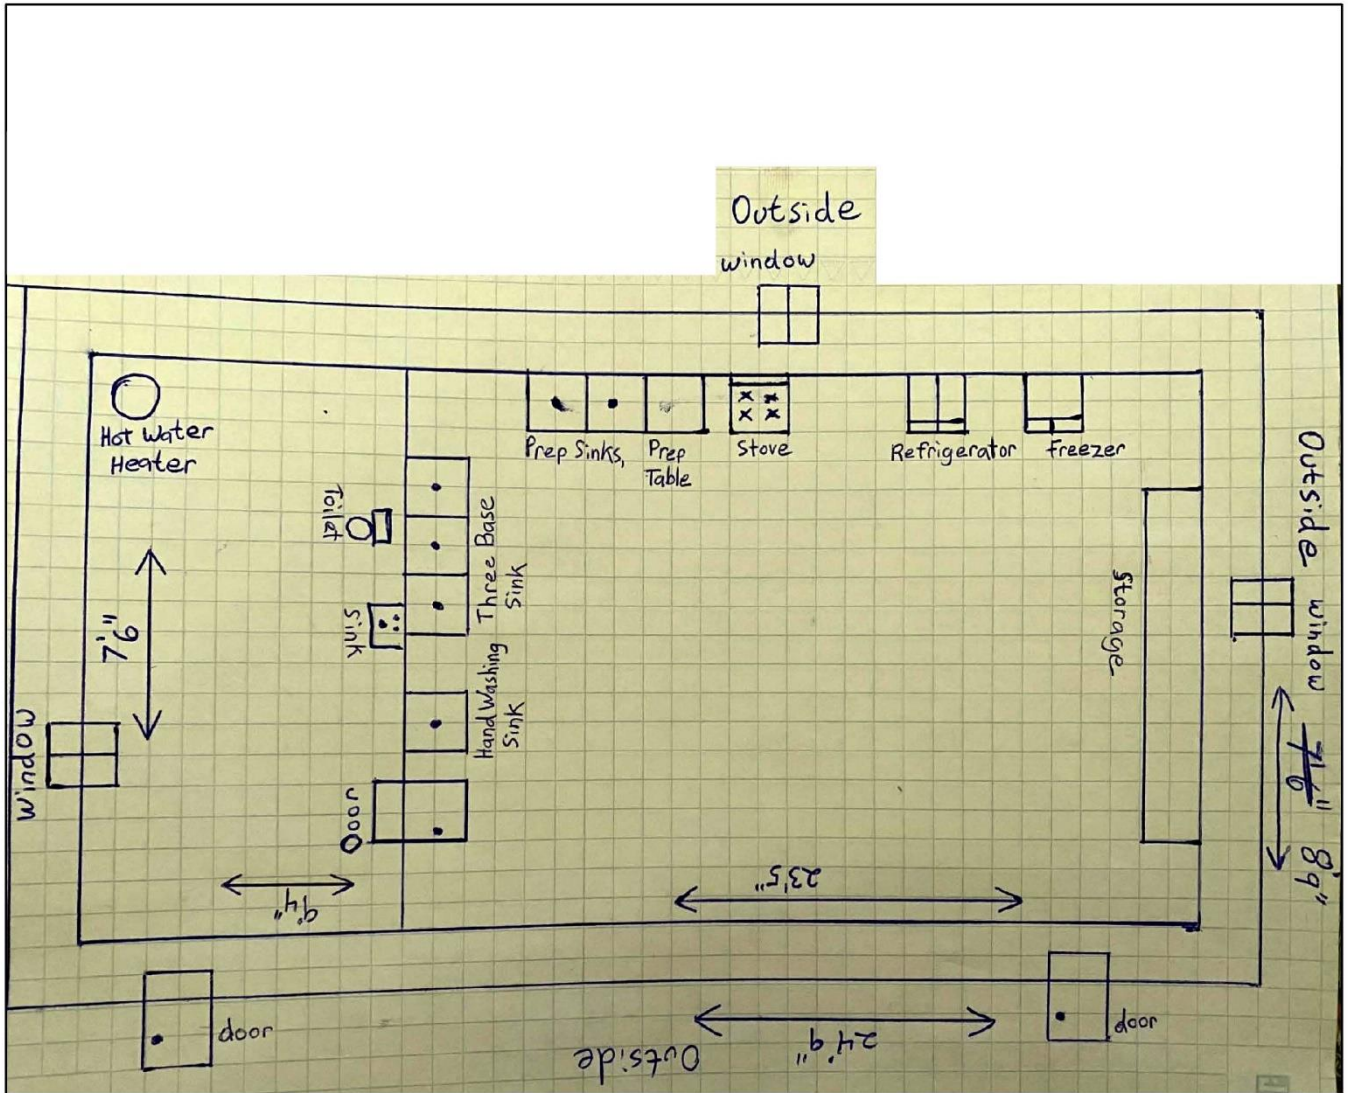 Outside
window
Hot Water
Heater
Prep Sinks,
Prep
Table
Stove
Refrigerator
freezer
Toilet
Sink
Three Base
Sink
Hand Washing
Sink
Door
7'6"
window
9'4"
23'5"
Storage
Outside window 7'6" 8'9"
door
door
24'9"
Outside